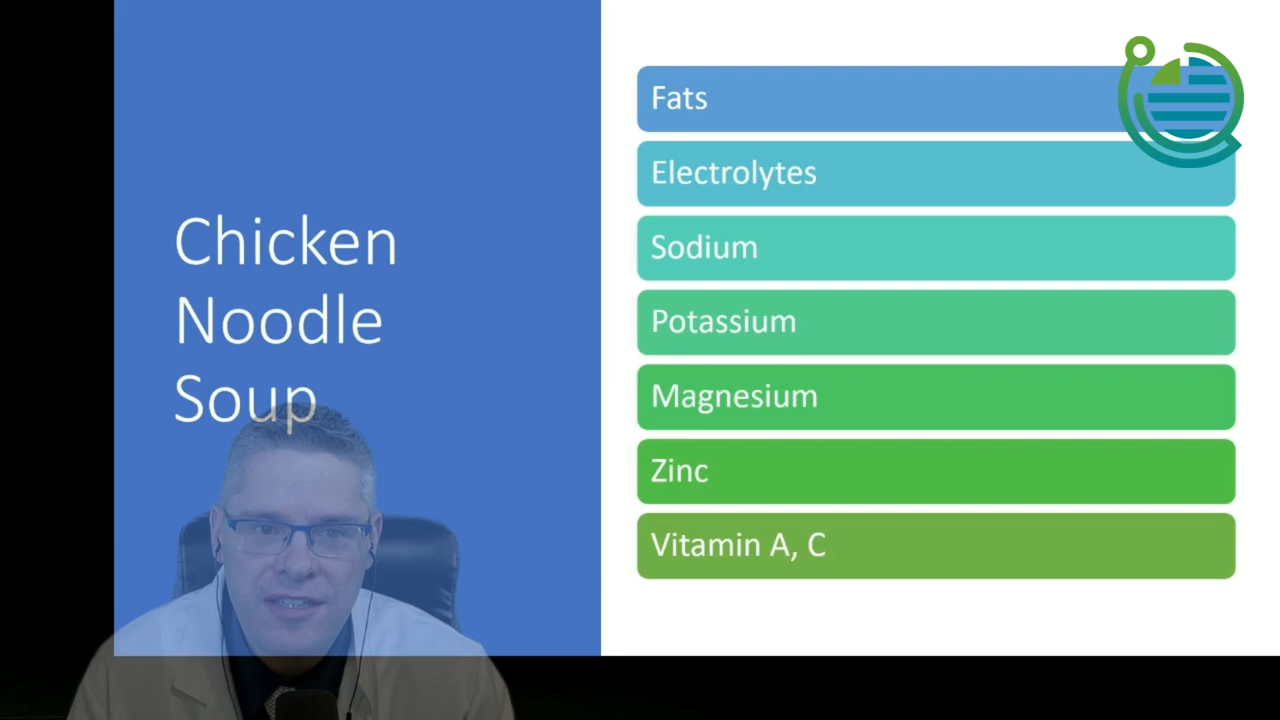 Chicken
Noodle
Soup
Fats
Electrolytes
Sodium
Potassium
Magnesium
Zinc
Vitamin A, C